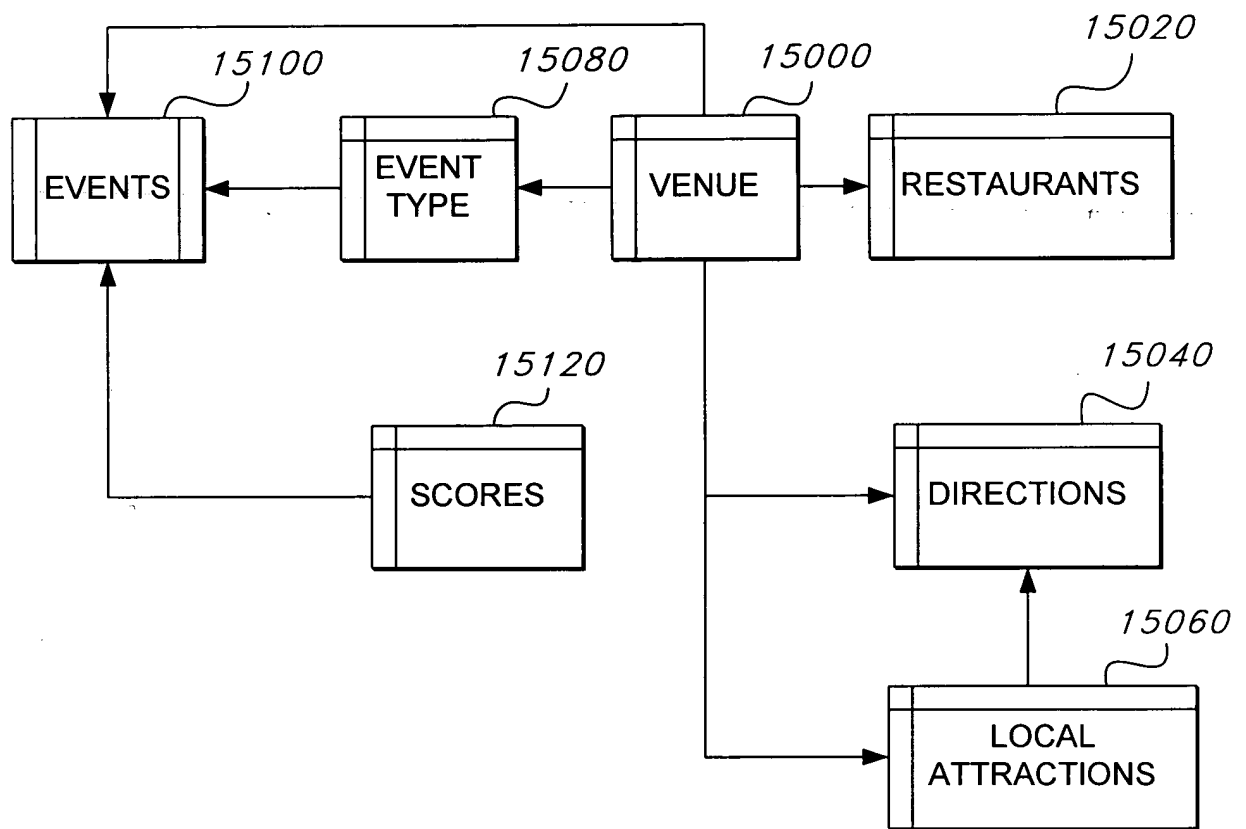 15100
15080
15000
15020
EVENTS
EVENT
TYPE
VENUE
RESTAURANTS
15120
15040
SCORES
DIRECTIONS
15060
LOCAL
ATTRACTIONS